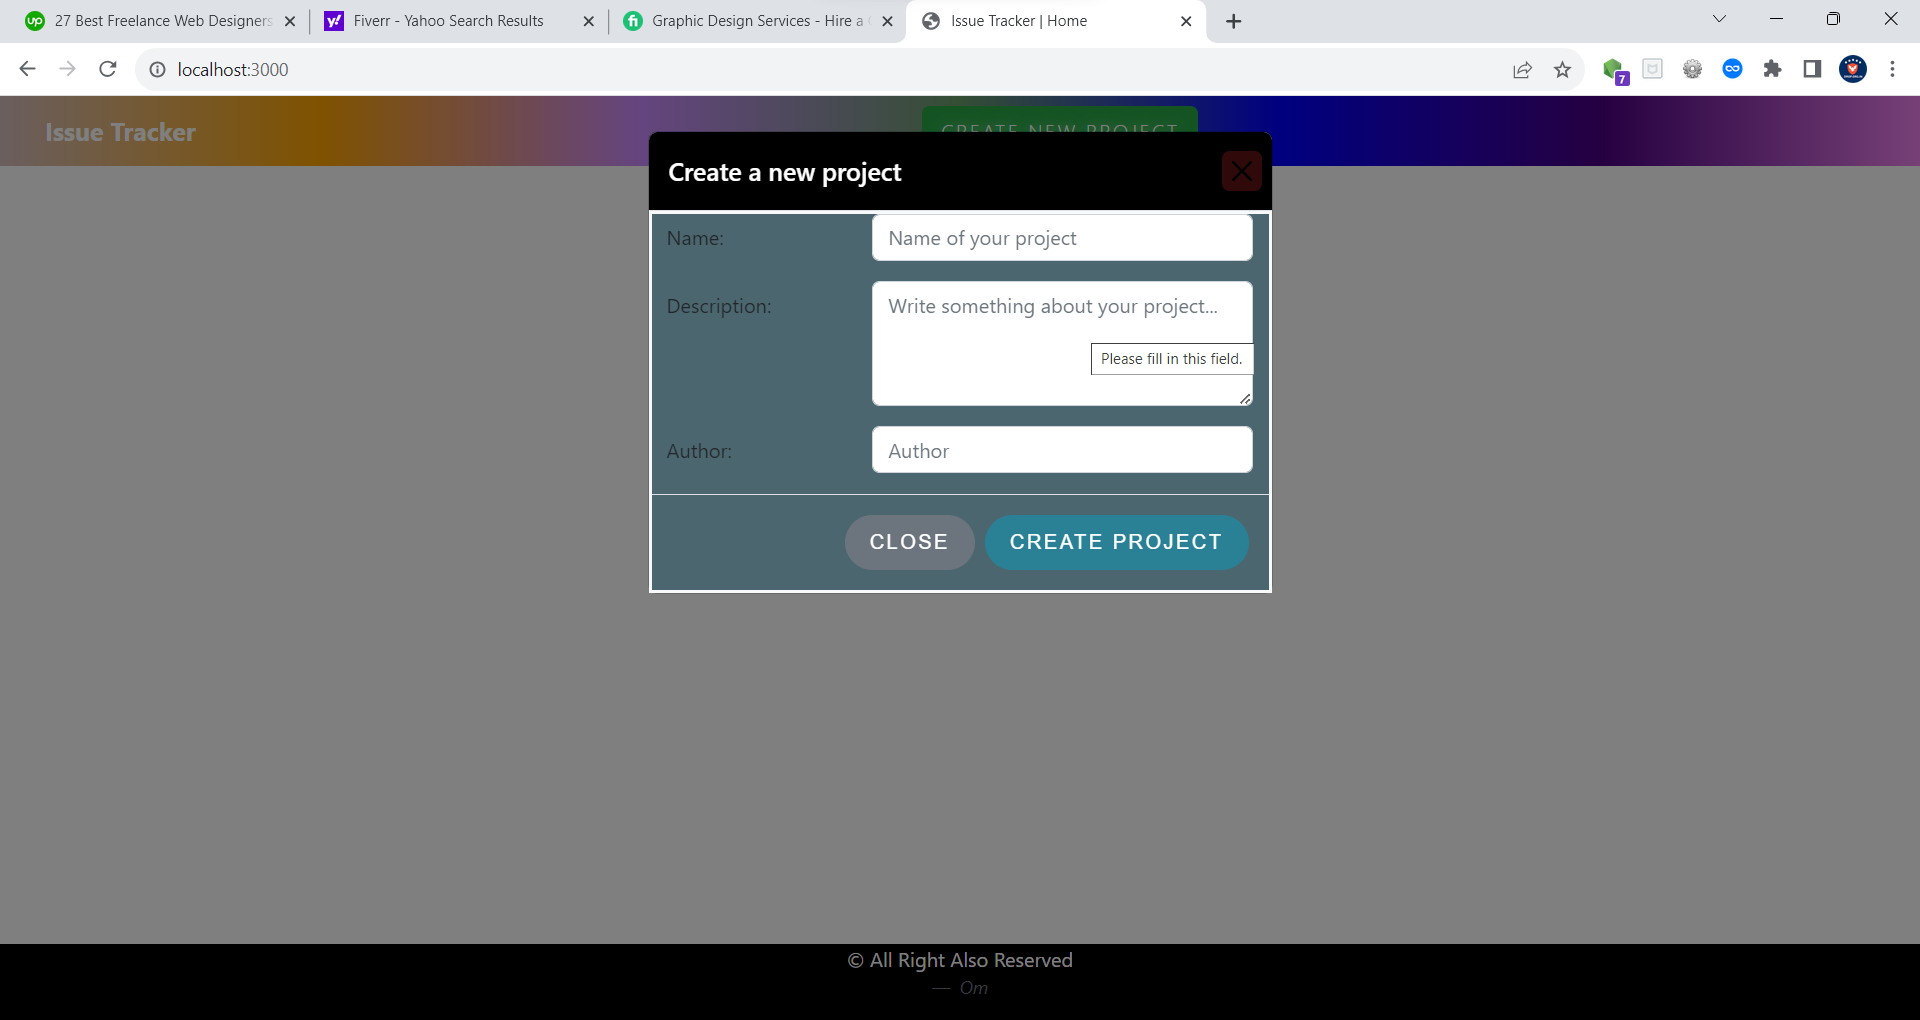 27 Best Freelance Web Designers
Fiverr - Yahoo Search Results
Graphic Design Services - Hire a
Issue Tracker | Home
localhost:3000
7
Issue Tracker
CREATE NEW PROJECT
Create a new project
Name:
Name of your project
Description:
Write something about your project...
Please fill in this field.
Author:
Author
CLOSE
CREATE PROJECT
© All Right Also Reserved
— Om